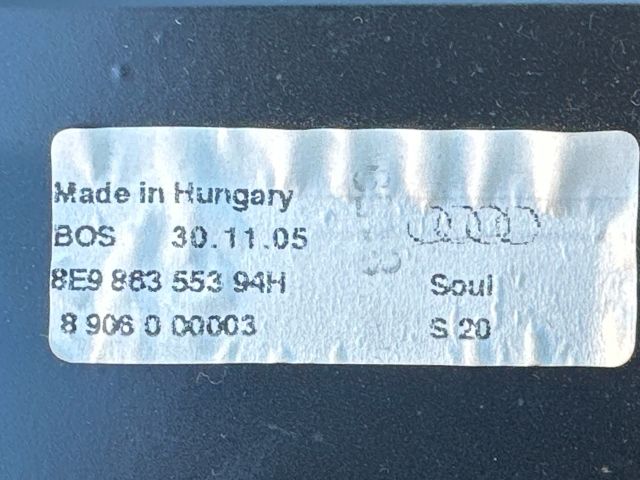 Made in Hungary
BOS 30.11.05
8E9 863 553 94H
Soul
8 906 0 00003
S 20